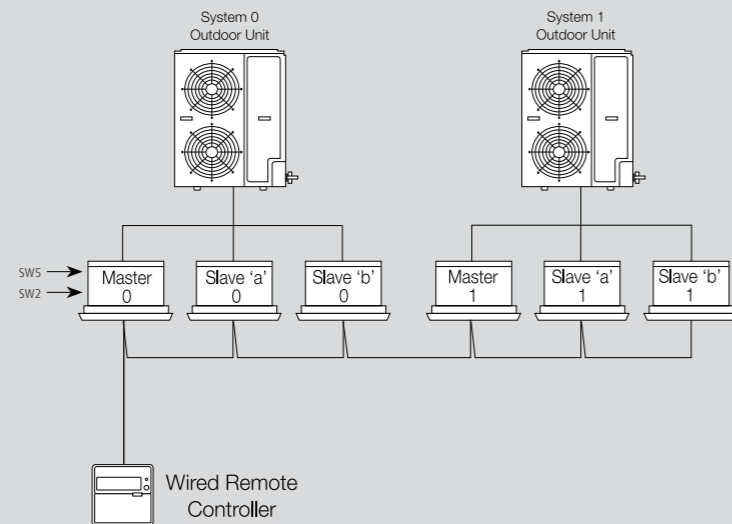 System 0
Outdoor Unit
System 1
Outdoor Unit
SW5
SW2
Master
0
Slave ‘a’
0
Slave ‘b’
0
Master
1
Slave ‘a’
1
Slave ‘b’
1
Wired Remote
Controller